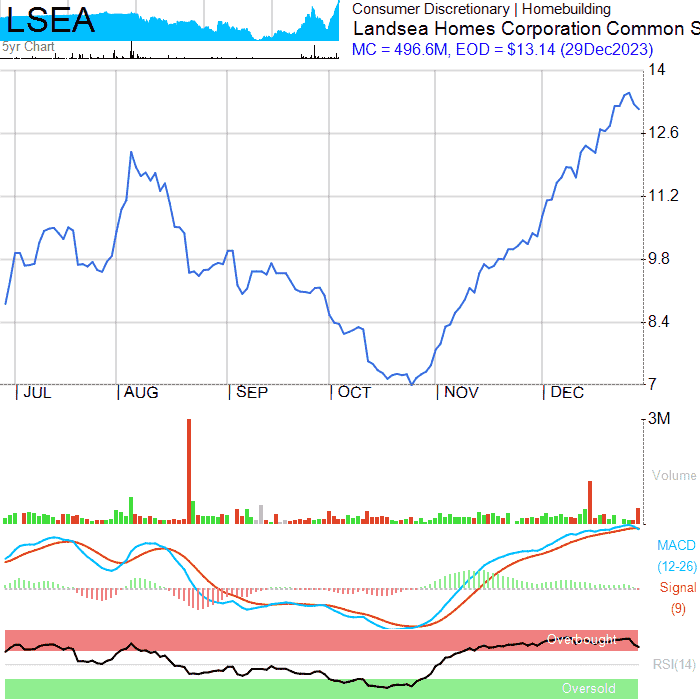 LSEA
5yr Chart
Consumer Discretionary | Homebuilding
Landsea Homes Corporation Common S
MC = 496.6M, EOD = $13.14 (29Dec2023)
14
12.6
11.2
9.8
8.4
7
JUL AUG SEP OCT NOV DEC
3M
Volume
MACD
(12-26)
Signal
(9)
Overbought
RSI(14)
Oversold